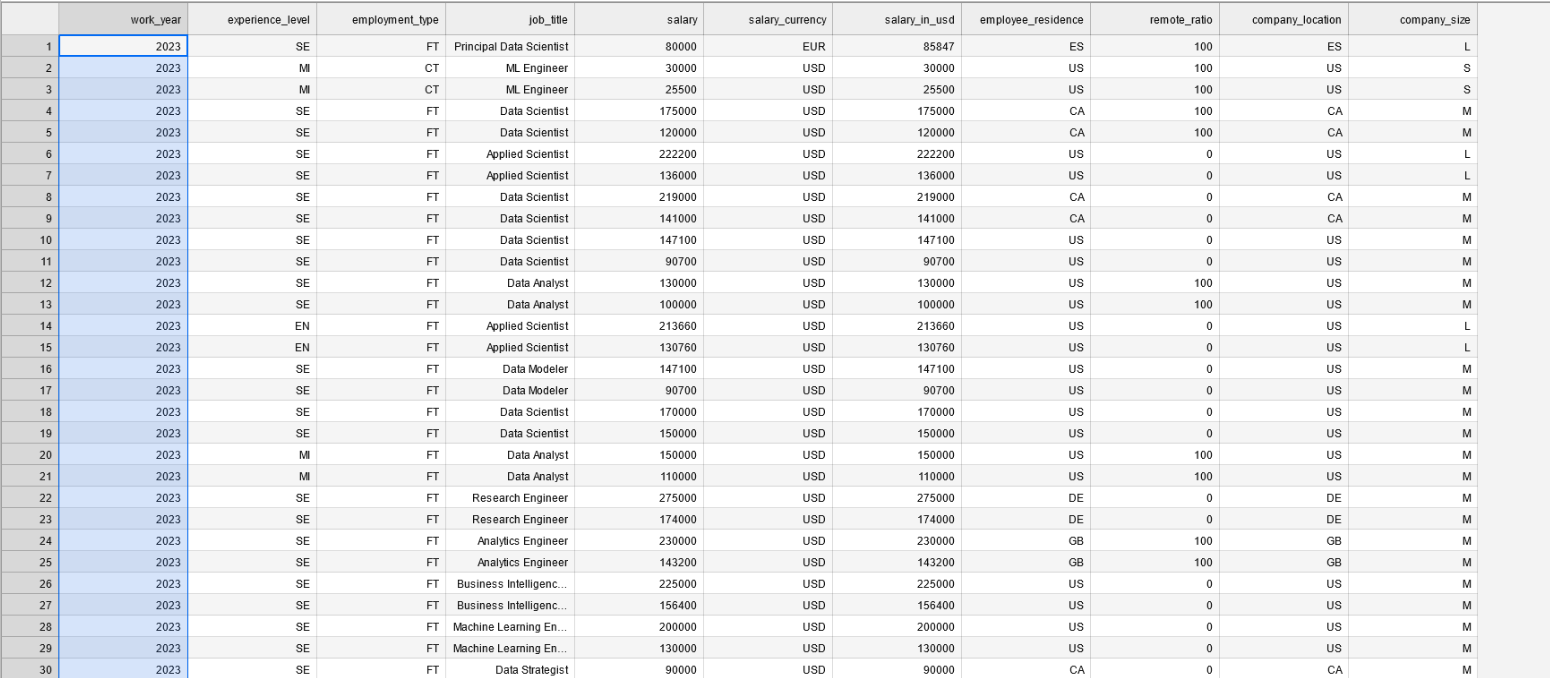 work_year experience_level employment_type job_title salary salary_currency salary_in_usd employee_residence remote_ratio company_location company_size
1 2023 SE FT Principal Data Scientist 80000 EUR 85847 ES 100 ES L
2 2023 MI CT ML Engineer 30000 USD 30000 US 100 US S
3 2023 MI CT ML Engineer 25500 USD 25500 US 100 US S
4 2023 SE FT Data Scientist 175000 USD 175000 CA 100 CA M
5 2023 SE FT Data Scientist 120000 USD 120000 CA 100 CA M
6 2023 SE FT Applied Scientist 222200 USD 222200 US 0 US L
7 2023 SE FT Applied Scientist 136000 USD 136000 US 0 US L
8 2023 SE FT Data Scientist 219000 USD 219000 CA 0 CA M
9 2023 SE FT Data Scientist 141000 USD 141000 CA 0 CA M
10 2023 SE FT Data Scientist 147100 USD 147100 US 0 US M
11 2023 SE FT Data Scientist 90700 USD 90700 US 0 US M
12 2023 SE FT Data Analyst 130000 USD 130000 US 100 US M
13 2023 SE FT Data Analyst 100000 USD 100000 US 100 US M
14 2023 EN FT Applied Scientist 213660 USD 213660 US 0 US L
15 2023 EN FT Applied Scientist 130760 USD 130760 US 0 US L
16 2023 SE FT Data Modeler 147100 USD 147100 US 0 US M
17 2023 SE FT Data Modeler 90700 USD 90700 US 0 US M
18 2023 SE FT Data Scientist 170000 USD 170000 US 0 US M
19 2023 SE FT Data Scientist 150000 USD 150000 US 0 US M
20 2023 MI FT Data Analyst 150000 USD 150000 US 100 US M
21 2023 MI FT Data Analyst 110000 USD 110000 US 100 US M
22 2023 SE FT Research Engineer 275000 USD 275000 DE 0 DE M
23 2023 SE FT Research Engineer 174000 USD 174000 DE 0 DE M
24 2023 SE FT Analytics Engineer 230000 USD 230000 GB 100 GB M
25 2023 SE FT Analytics Engineer 143200 USD 143200 GB 100 GB M
26 2023 SE FT Business Intelligenc... 225000 USD 225000 US 0 US M
27 2023 SE FT Business Intelligenc... 156400 USD 156400 US 0 US M
28 2023 SE FT Machine Learning En... 200000 USD 200000 US 0 US M
29 2023 SE FT Machine Learning En... 130000 USD 130000 US 0 US M
30 2023 SE FT Data Strategist 90000 USD 90000 CA 0 CA M